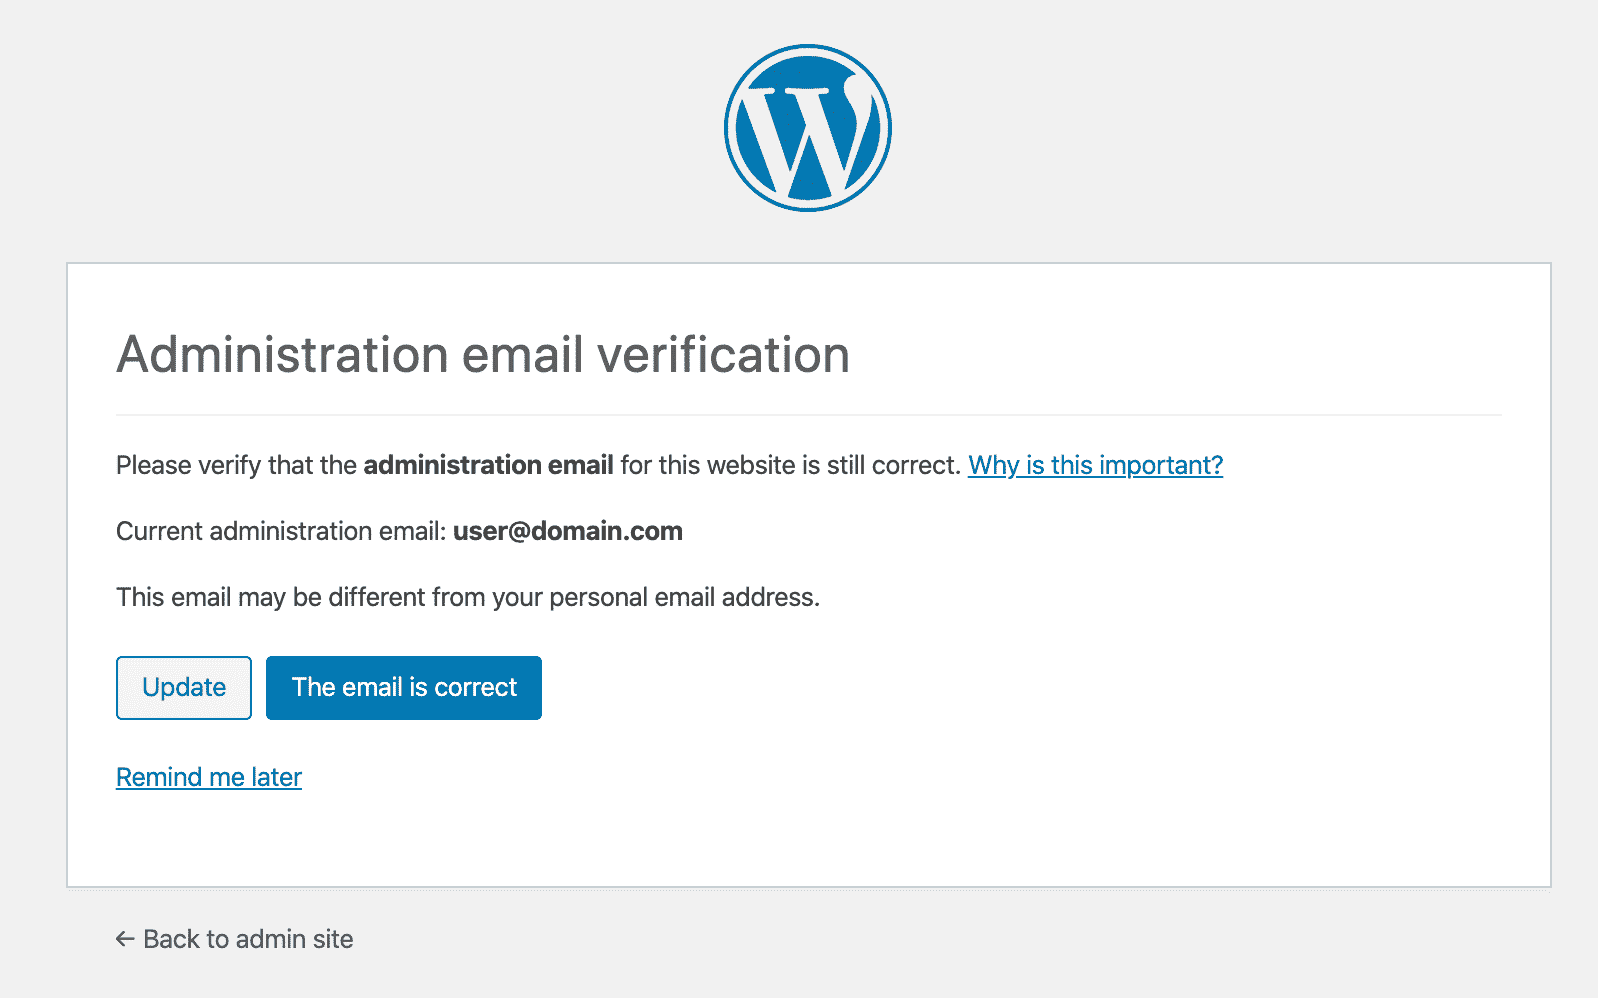 Administration email verification
Please verify that the administration email for this website is still correct. Why is this important?
Current administration email: user@domain.com
This email may be different from your personal email address.
Update The email is correct
Remind me later
← Back to admin site